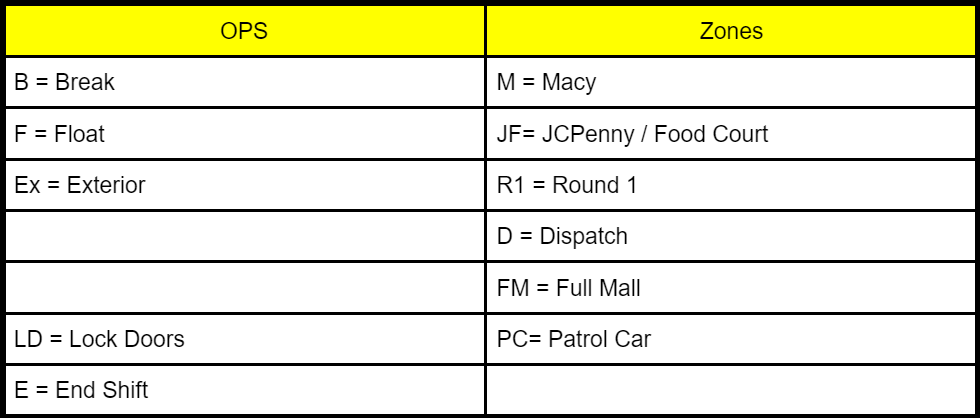 OPS Zones
B = Break M = Macy
F = Float JF= JCPenny / Food Court
Ex = Exterior R1 = Round 1
D = Dispatch
FM = Full Mall
LD = Lock Doors PC= Patrol Car
E = End Shift